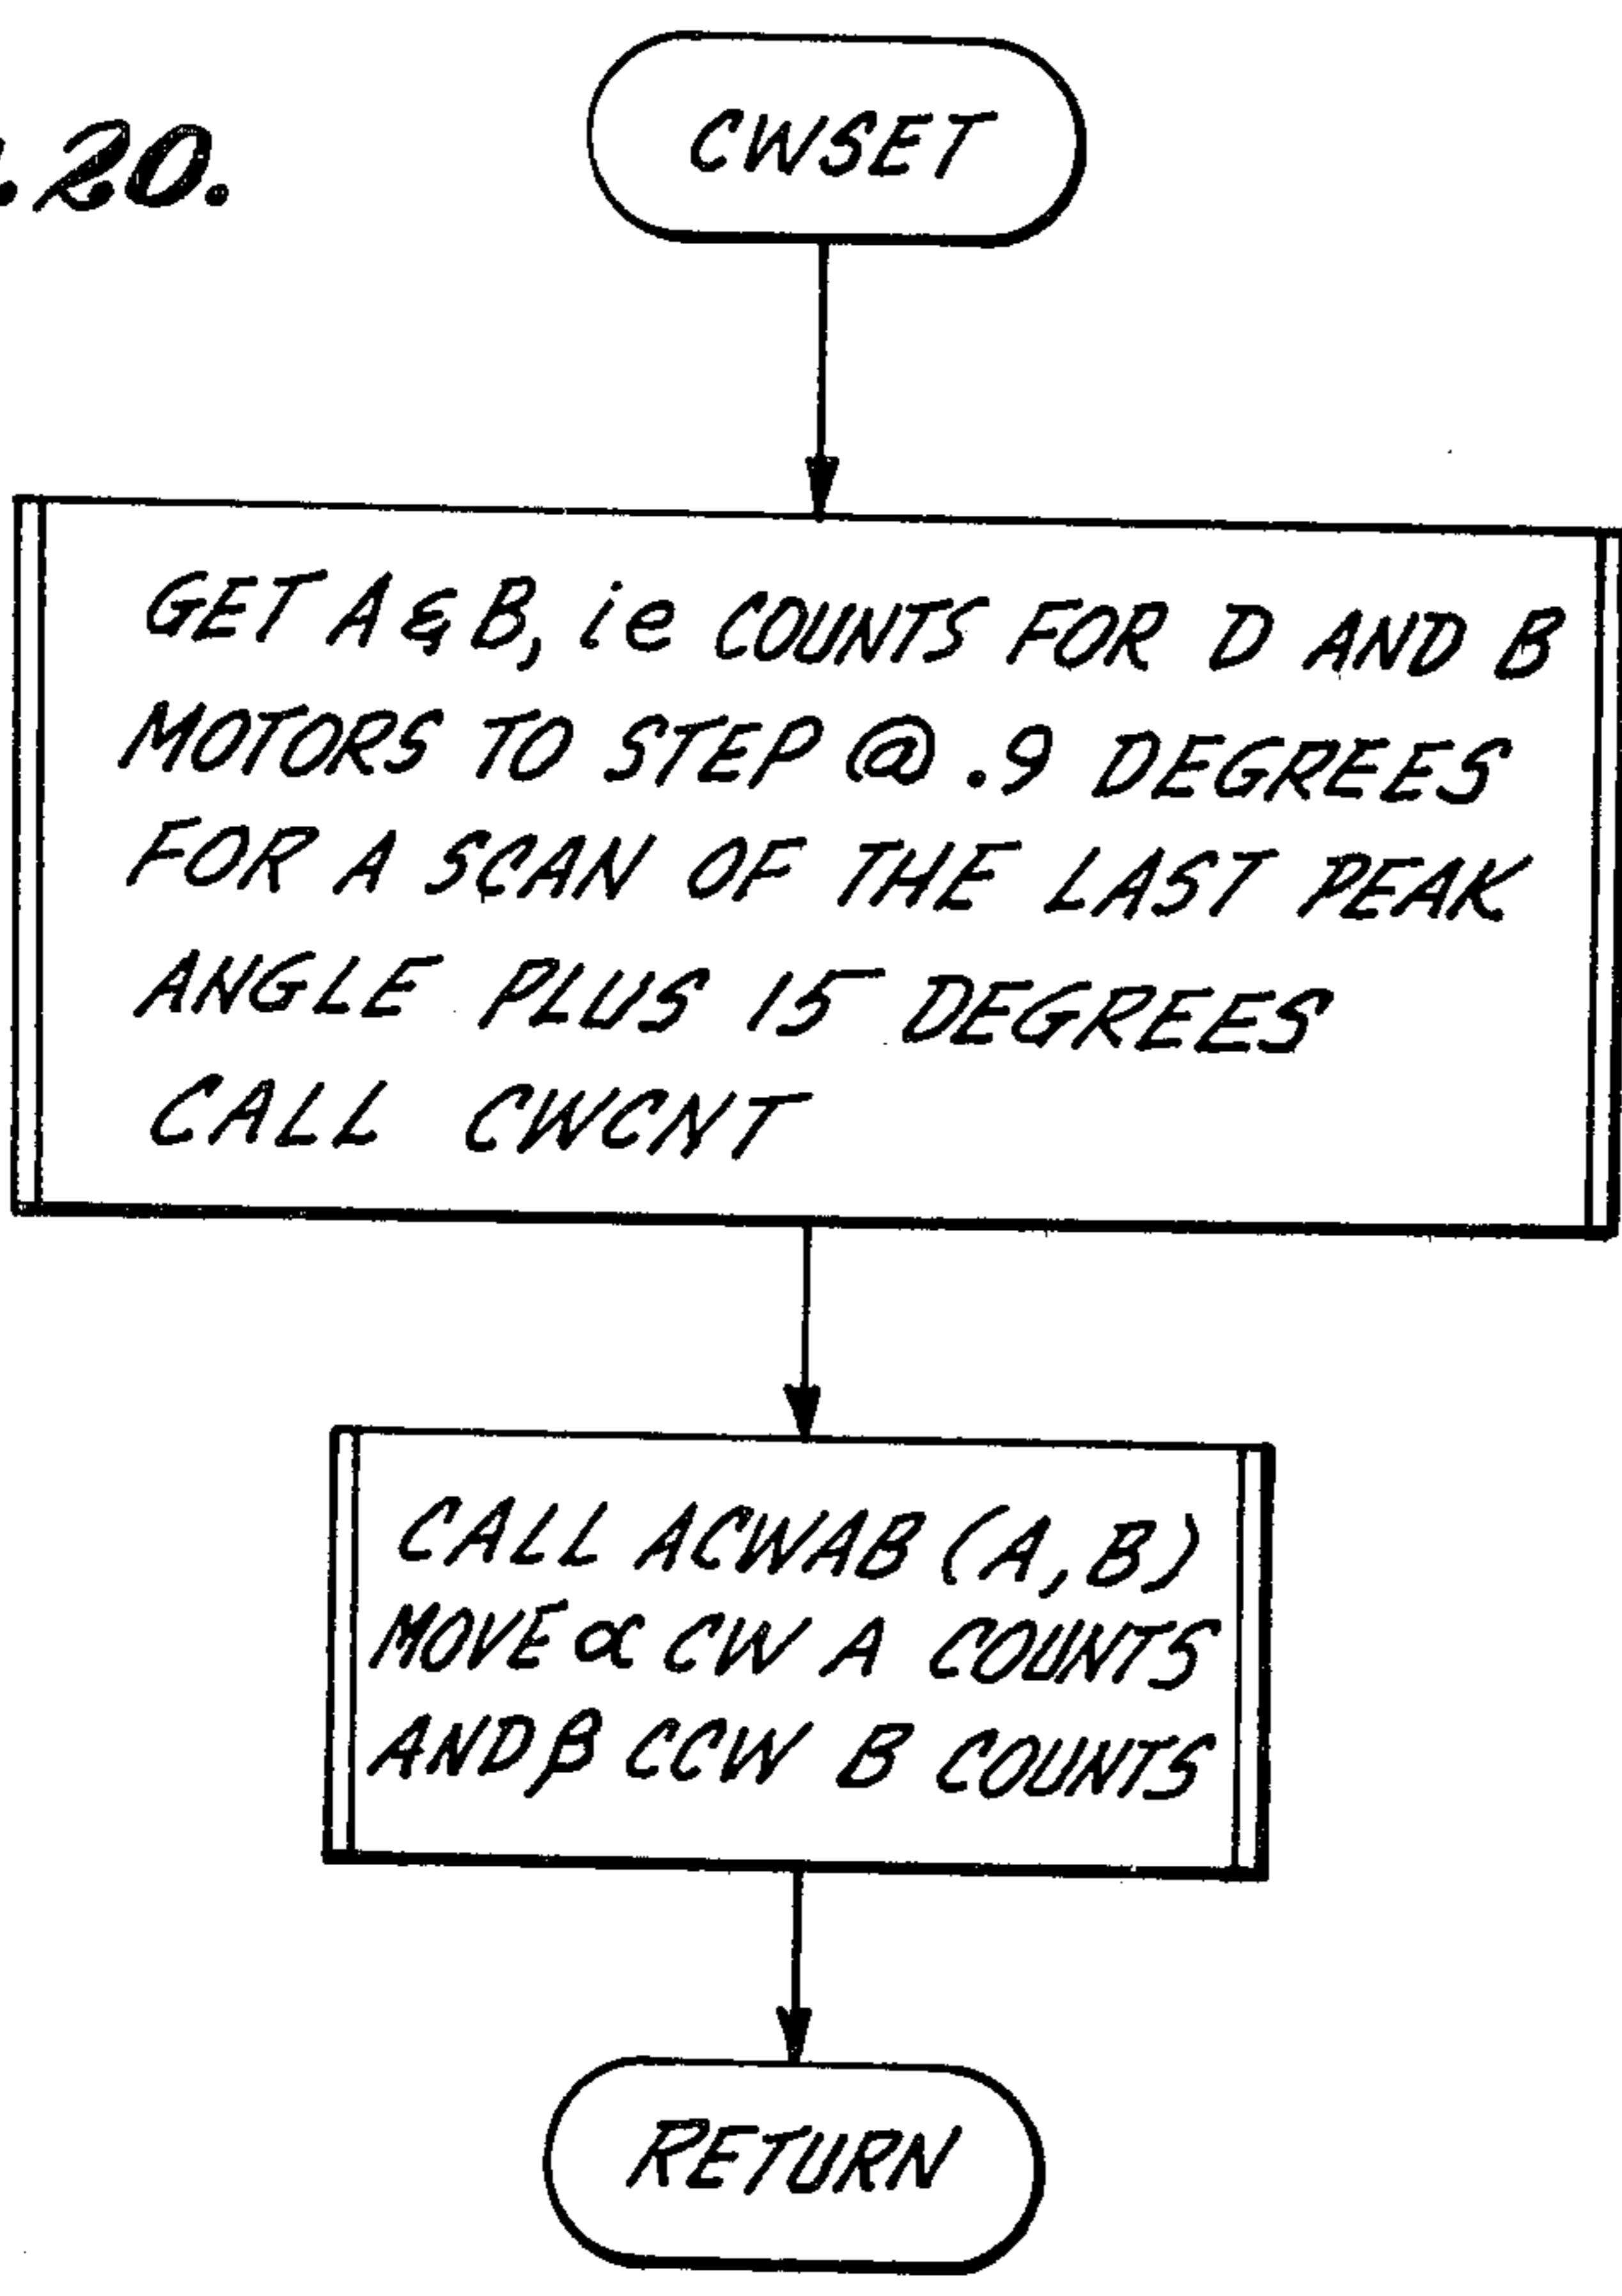 . 20.
CWSET
GET A & B, ie COUNTS FOR D AND B
MOTORS TO STEP @ .9 DEGREES
FOR A SCAN OF THE LAST PEAK
ANGLE PLUS 15 DEGREES
CALL CWCNT
CALL ACWAB (A, B)
MOVE α CW A COUNTS
AND β CCW B COUNTS
RETURN